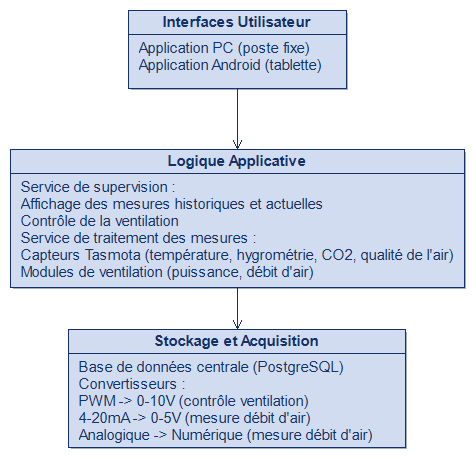 Interfaces Utilisateur
Application PC (poste fixe)
Application Android (tablette)
Logique Applicative
Service de supervision :
Affichage des mesures historiques et actuelles
Contrôle de la ventilation
Service de traitement des mesures :
Capteurs Tasmota (température, hygrométrie, CO2, qualité de l'air)
Modules de ventilation (puissance, débit d'air)
Stockage et Acquisition
Base de données centrale (PostgreSQL)
Convertisseurs :
PWM -> 0-10V (contrôle ventilation)
4-20mA -> 0-5V (mesure débit d'air)
Analogique -> Numérique (mesure débit d'air)